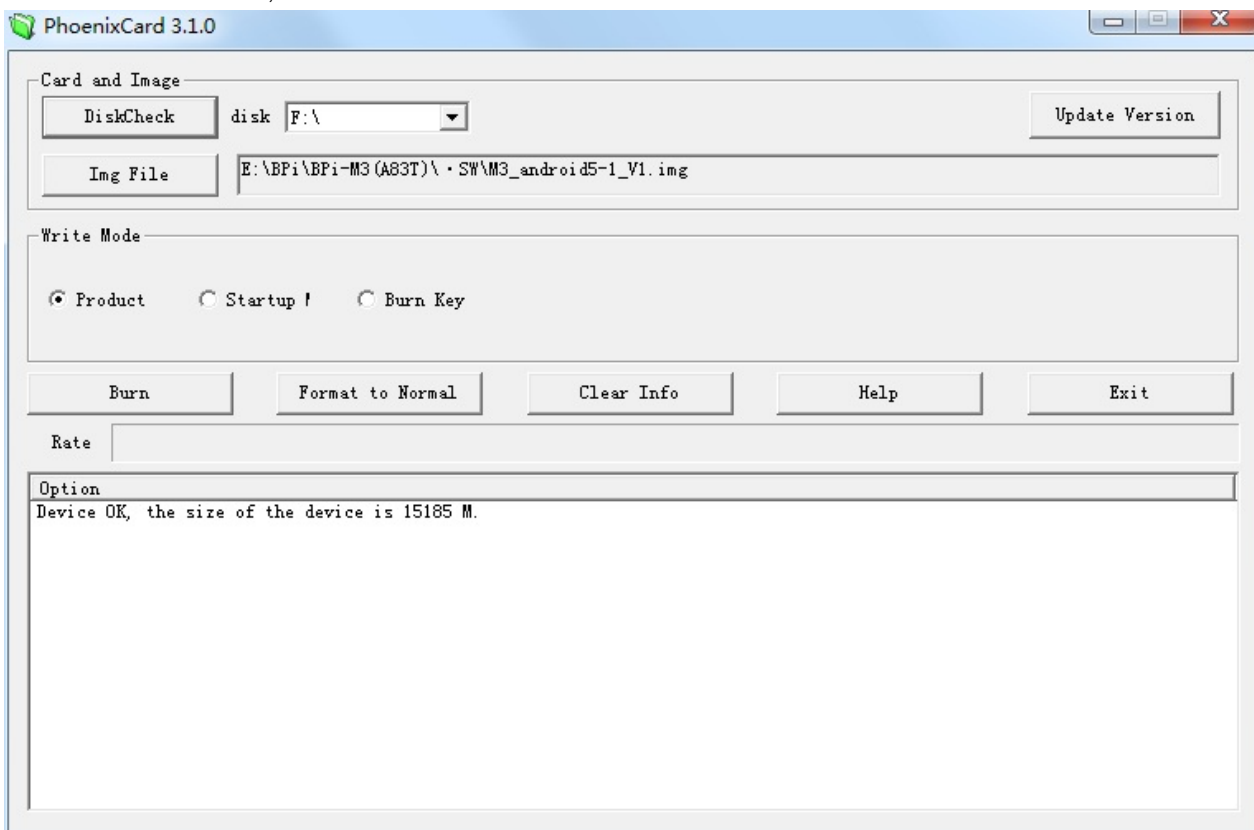 PhoenixCard 3.1.0
Card and Image
DiskCheck disk F:\ Update Version
Img File E:\BPi\BPi-M3(A83T)\·SW\M3_android5-1_V1.img
Write Mode
Product Startup Burn Key
Burn Format to Normal Clear Info Help Exit
Rate
Option
Device OK, the size of the device is 15185 M.